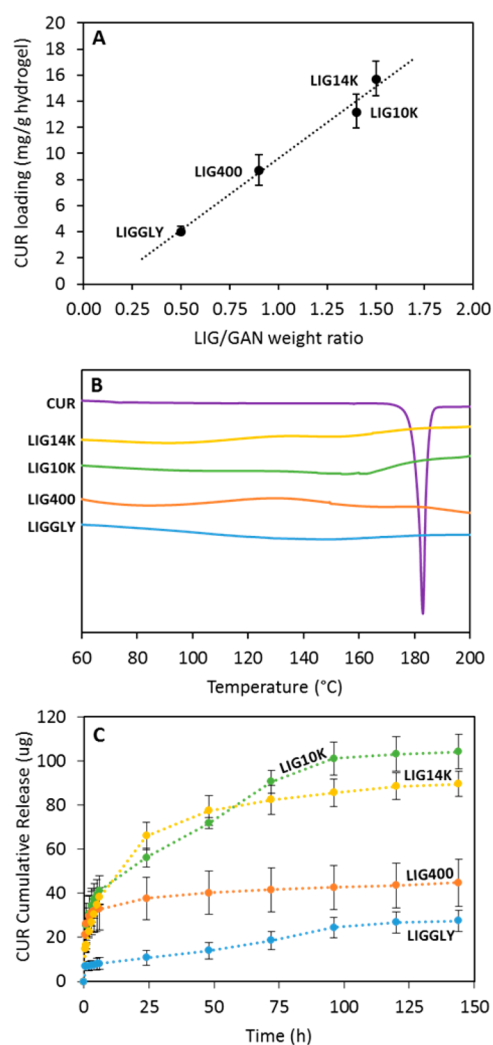 A
CUR loading (mg/g hydrogel)
20
18
16
14
12
10
8
6
4
2
0
LIG14K
LIG10K
LIG400
LIGGLY
0.00 0.25 0.50 0.75 1.00 1.25 1.50 1.75 2.00
LIG/GAN weight ratio
B
CUR
LIG14K
LIG10K
LIG400
LIGGLY
60 80 100 120 140 160 180 200
Temperature (°C)
C
CUR Cumulative Release (ug)
120
100
80
60
40
20
0
LIG10K
LIG14K
LIG400
LIGGLY
0 25 50 75 100 125 150
Time (h)